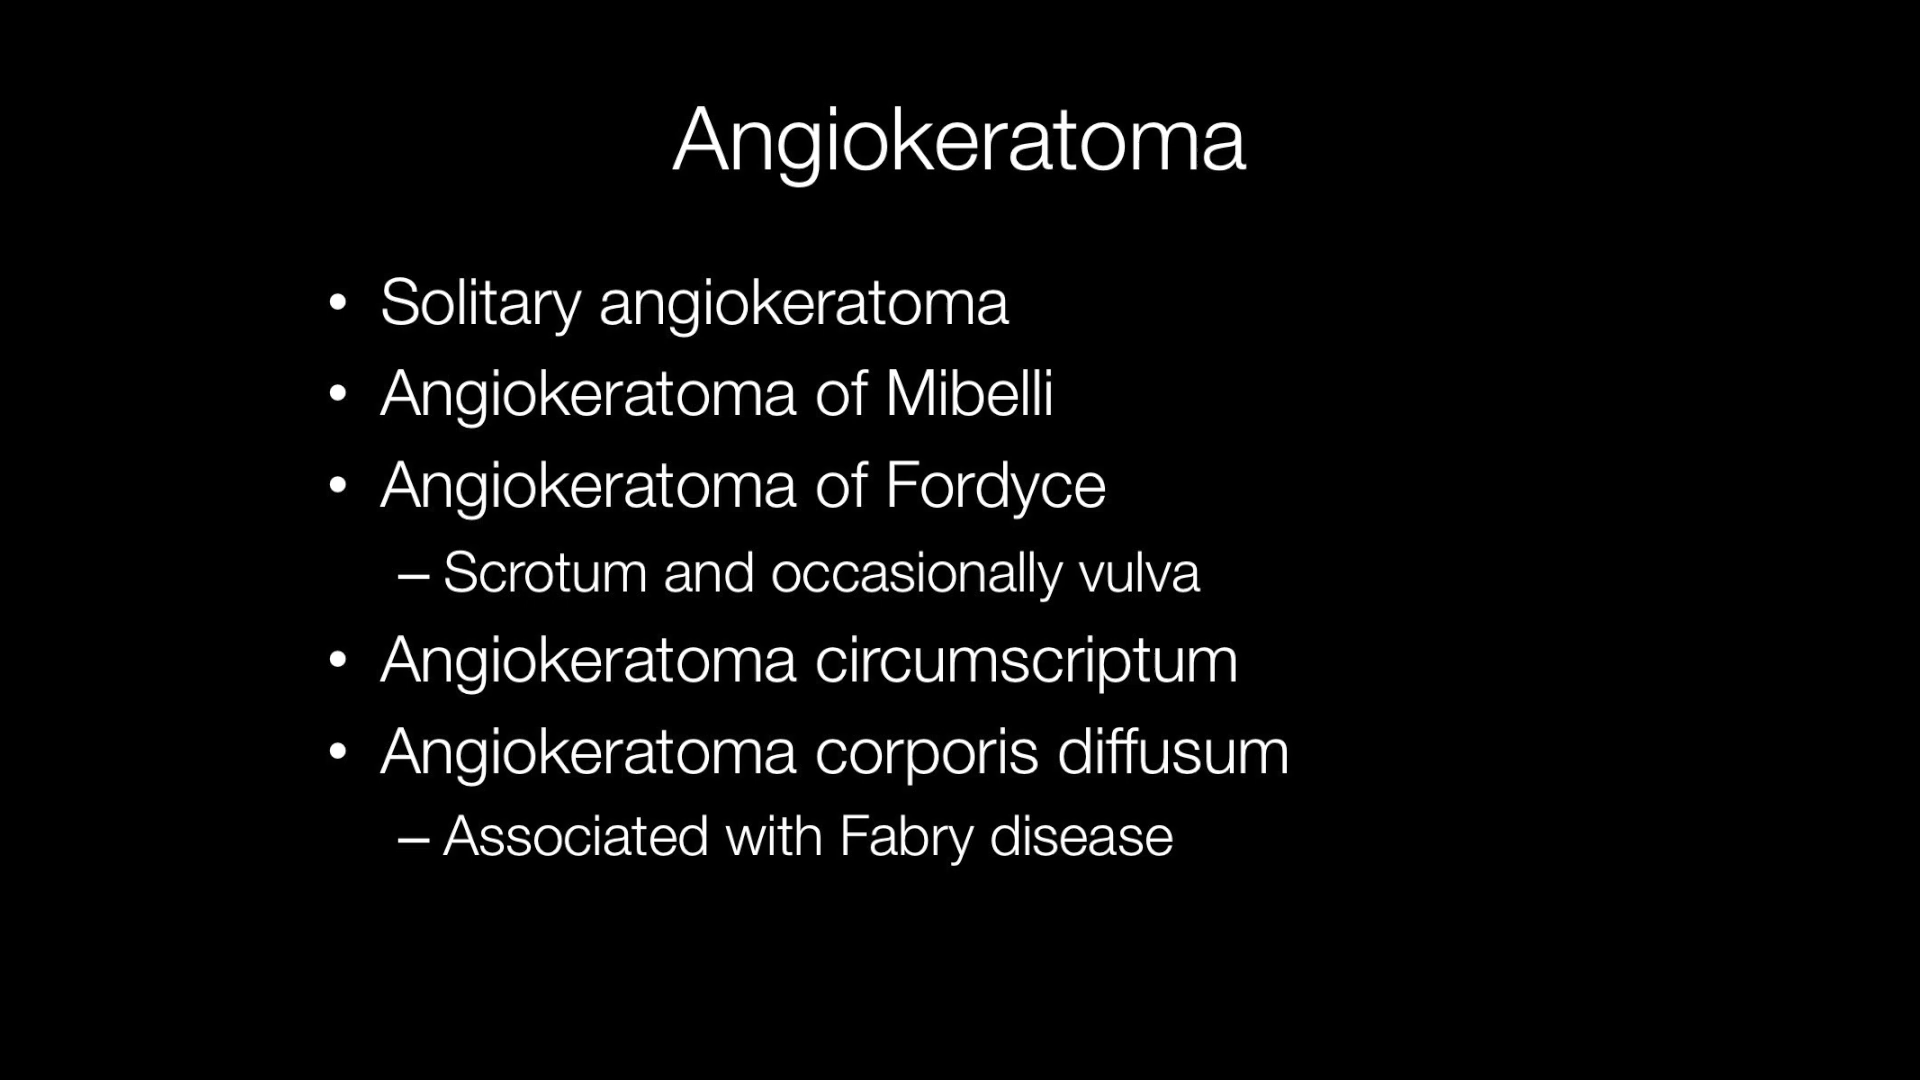 Angiokeratoma
• Solitary angiokeratoma
• Angiokeratoma of Mibelli
• Angiokeratoma of Fordyce
– Scrotum and occasionally vulva
• Angiokeratoma circumscriptum
• Angiokeratoma corporis diffusum
– Associated with Fabry disease